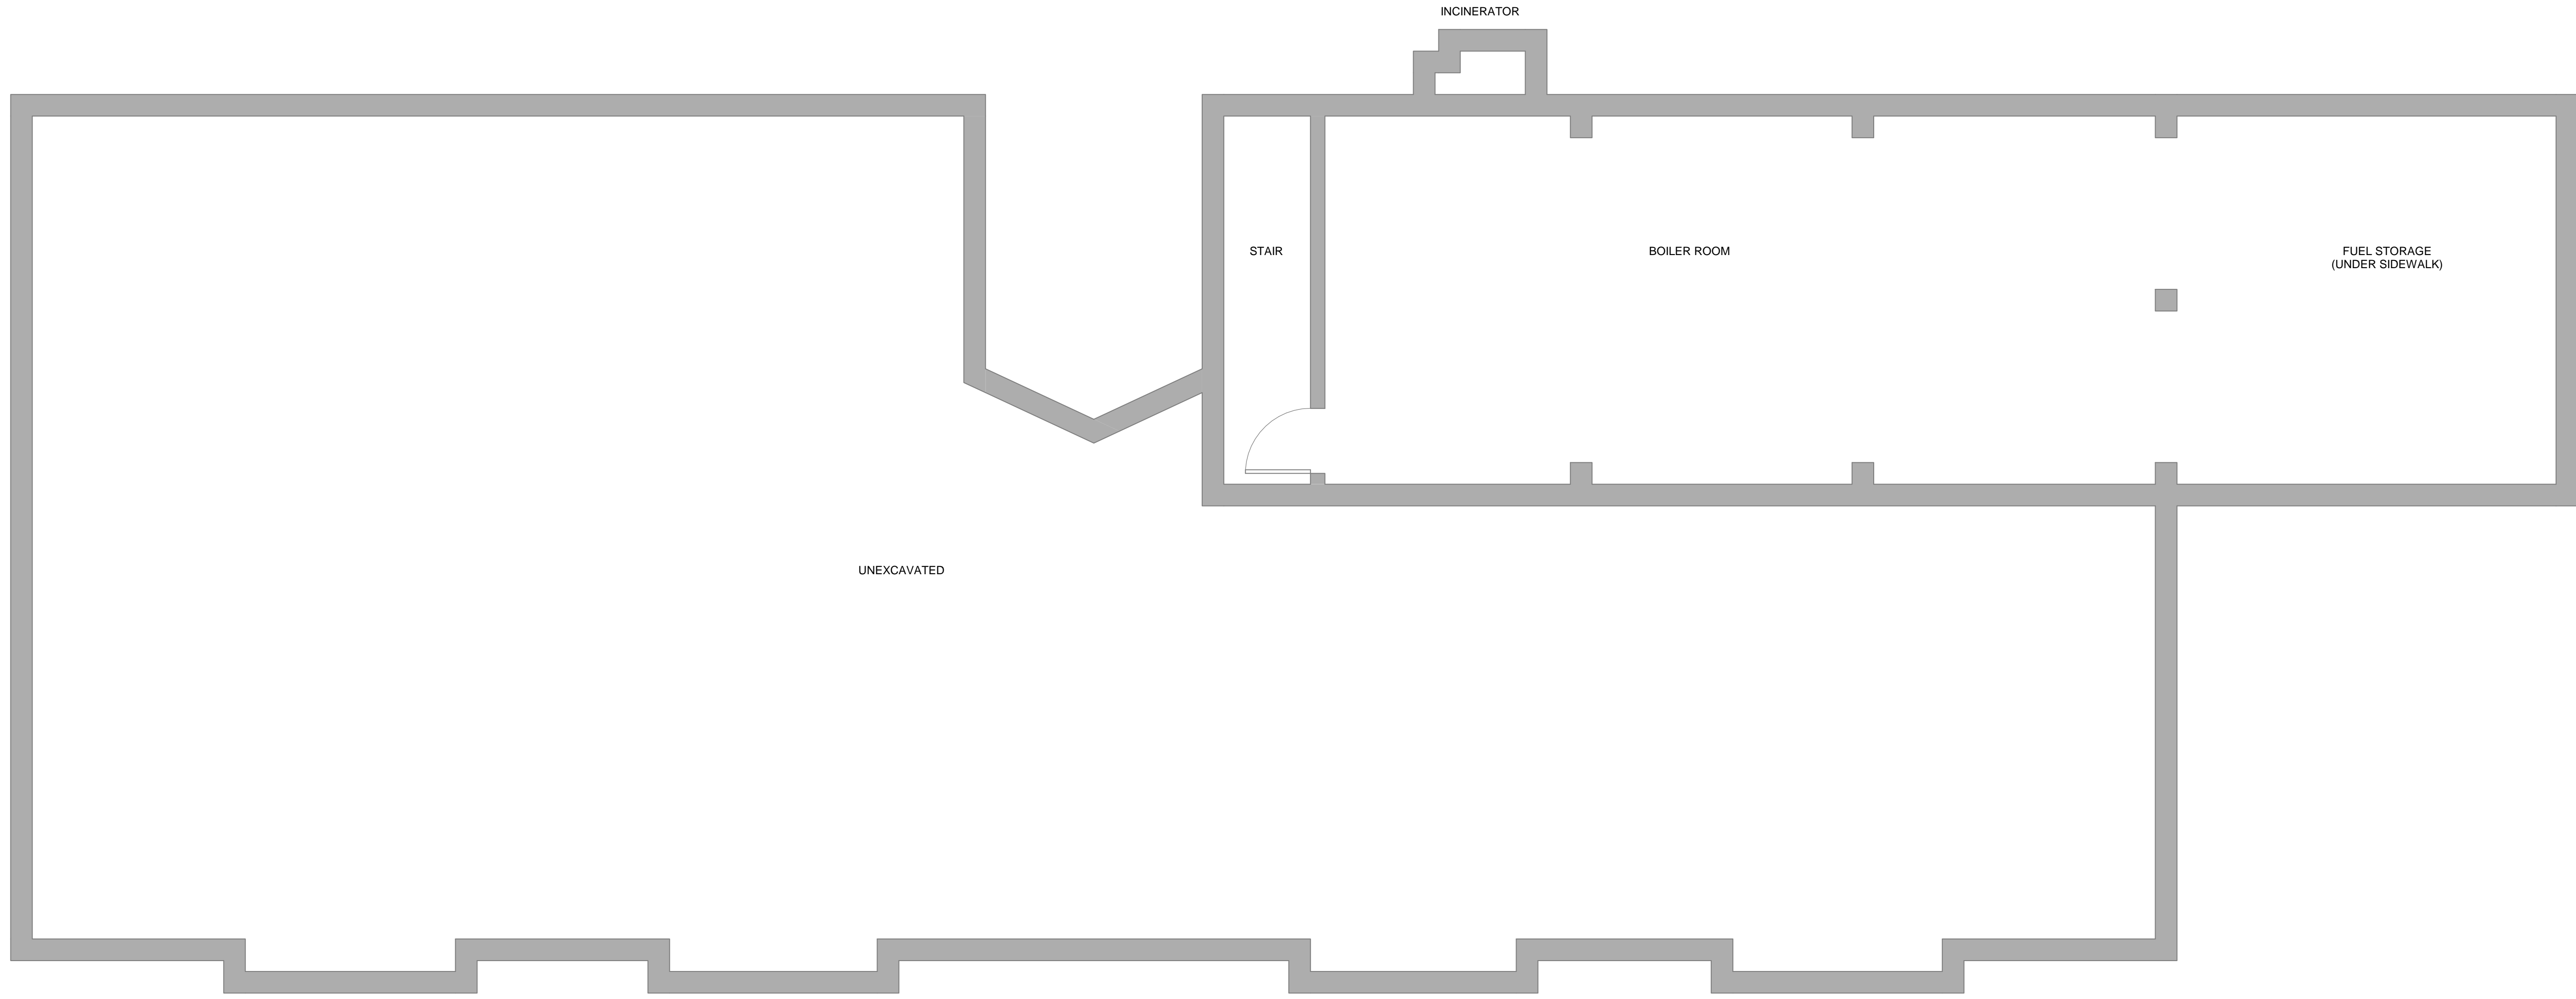 INCINERATOR
STAIR
BOILER ROOM
FUEL STORAGE
(UNDER SIDEWALK)
UNEXCAVATED